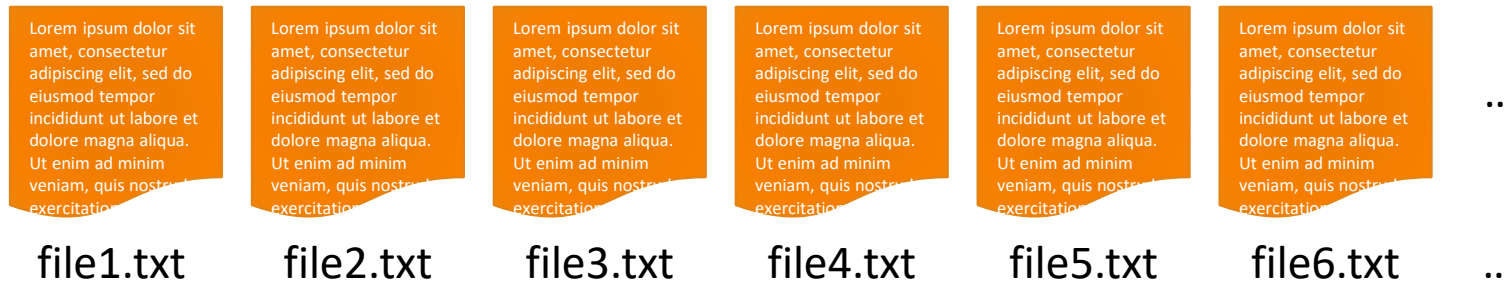 Lorem ipsum dolor sit
amet, consectetur
adipiscing elit, sed do
eiusmod tempor
incididunt ut labore et
dolore magna aliqua.
Ut enim ad minim
veniam, quis
exercitation
file1.txt
Lorem ipsum dolor sit
amet, consectetur
adipiscing elit, sed do
eiusmod tempor
incididunt ut labore et
dolore magna aliqua.
Ut enim ad minim
veniam, quis
exercitation
file2.txt
Lorem ipsum dolor sit
amet, consectetur
adipiscing elit, sed do
eiusmod tempor
incididunt ut labore et
dolore magna aliqua.
Ut enim ad minim
veniam, quis
exercitation
file3.txt
Lorem ipsum dolor sit
amet, consectetur
adipiscing elit, sed do
eiusmod tempor
incididunt ut labore et
dolore magna aliqua.
Ut enim ad minim
veniam, quis
exercitation
file4.txt
Lorem ipsum dolor sit
amet, consectetur
adipiscing elit, sed do
eiusmod tempor
incididunt ut labore et
dolore magna aliqua.
Ut enim ad minim
veniam, quis
exercitation
file5.txt
Lorem ipsum dolor sit
amet, consectetur
adipiscing elit, sed do
eiusmod tempor
incididunt ut labore et
dolore magna aliqua.
Ut enim ad minim
veniam, quis
exercitation
file6.txt
..
..